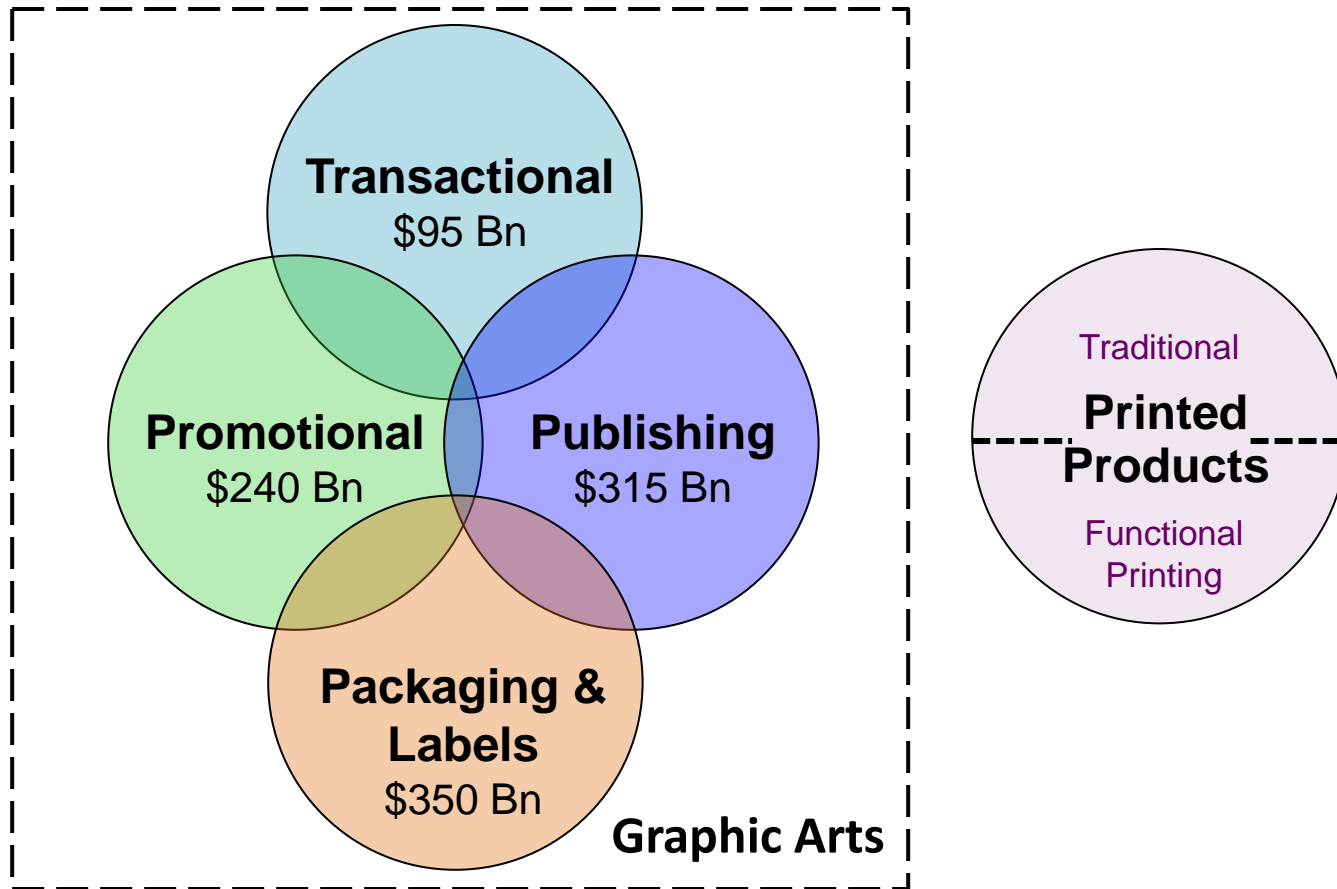 Transactional
$95 Bn
Promotional
$240 Bn
Publishing
$315 Bn
Packaging &
Labels
$350 Bn
Graphic Arts
Traditional
Printed
Products
Functional
Printing